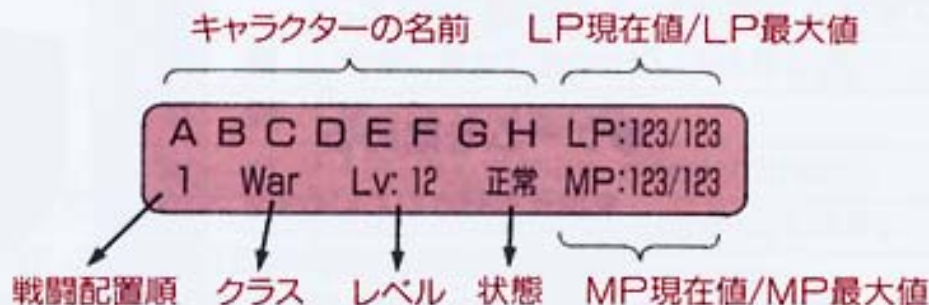 キャラクターの名前 LP現在値/LP最大値
A B C D E F G H LP:123/123
1 War Lv: 12 正常 MP:123/123
戦闘配置順 クラス レベル 状態 MP現在値/MP最大値